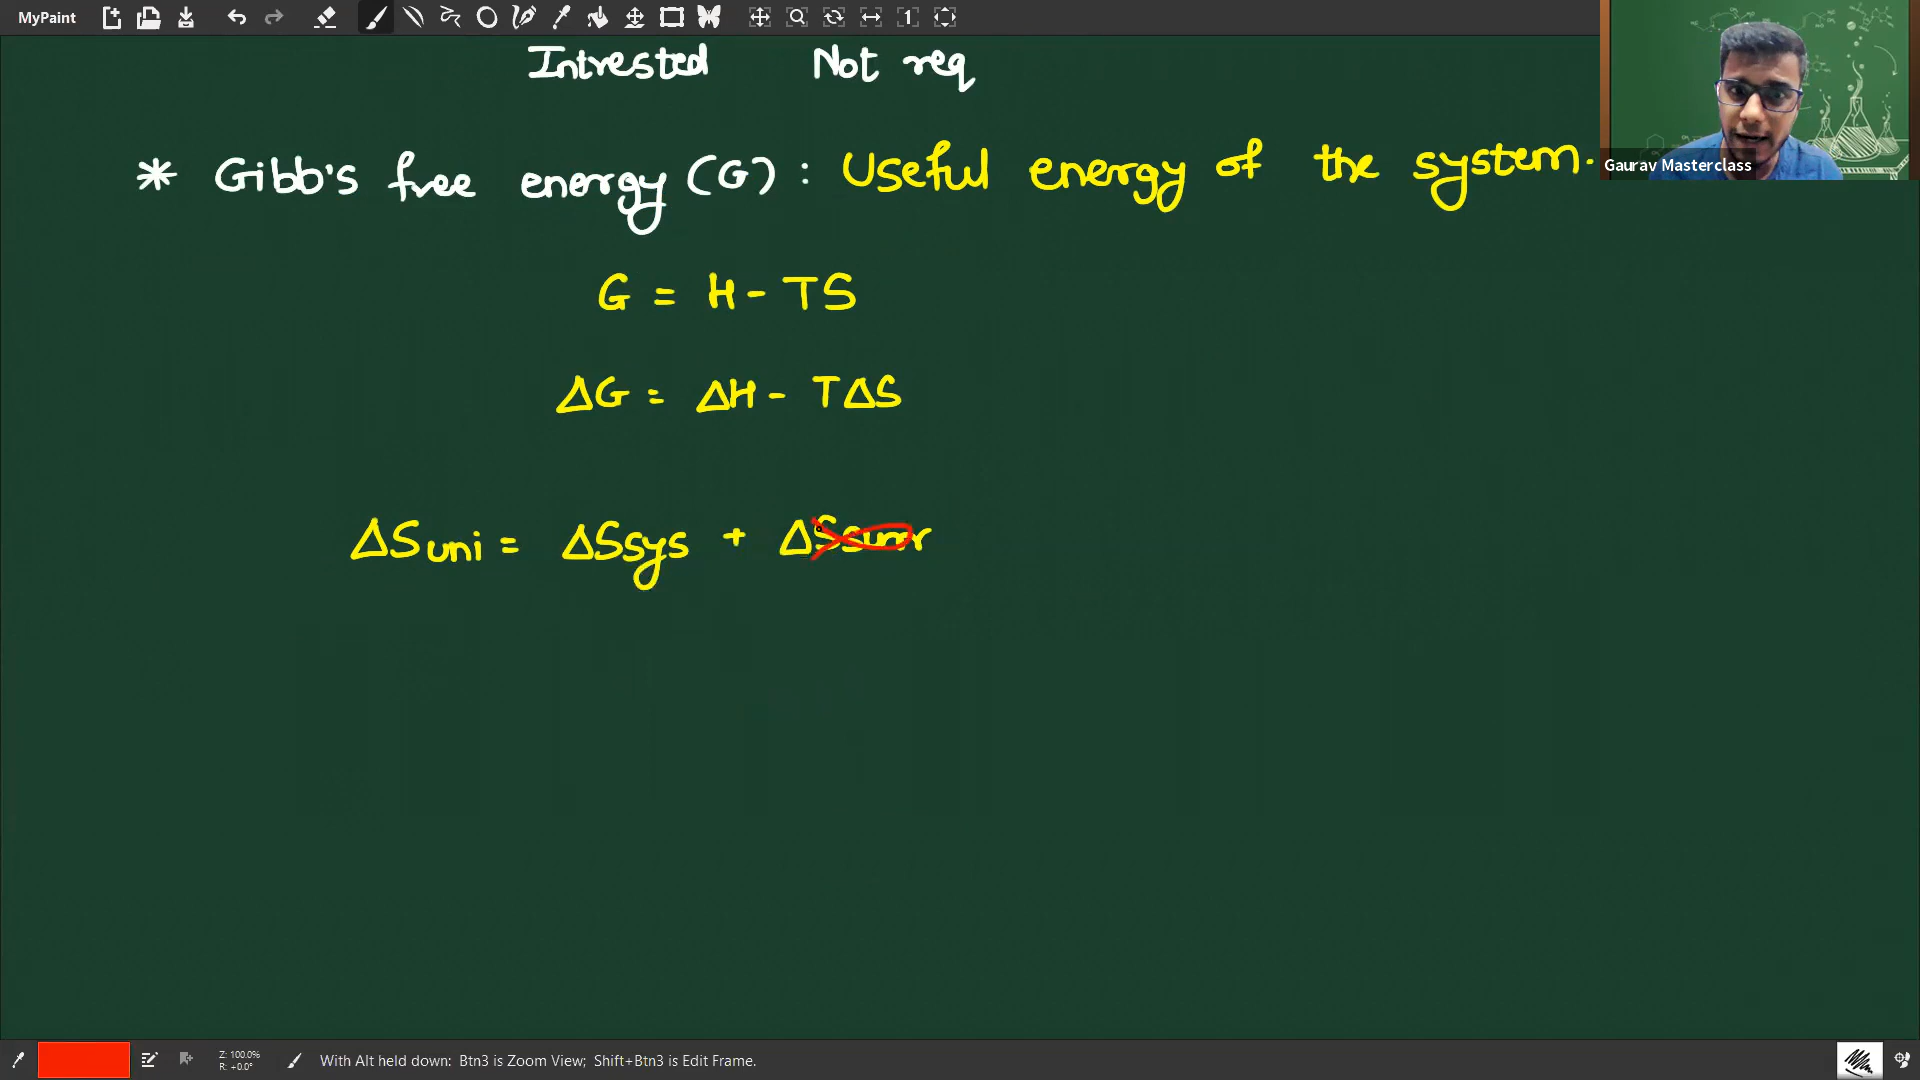 MyPaint
1
Intrested Not req
* Gibb's free energy (G) : Useful energy of the system.
Gaurav Masterclass
G = H - TS
ΔG = ΔH - TΔS
ΔSuni = ΔSsys + ΔSsurr
Z: 100.0%
R: +0.0°
With Alt held down: Btn3 is Zoom View; Shift+Btn3 is Edit Frame.